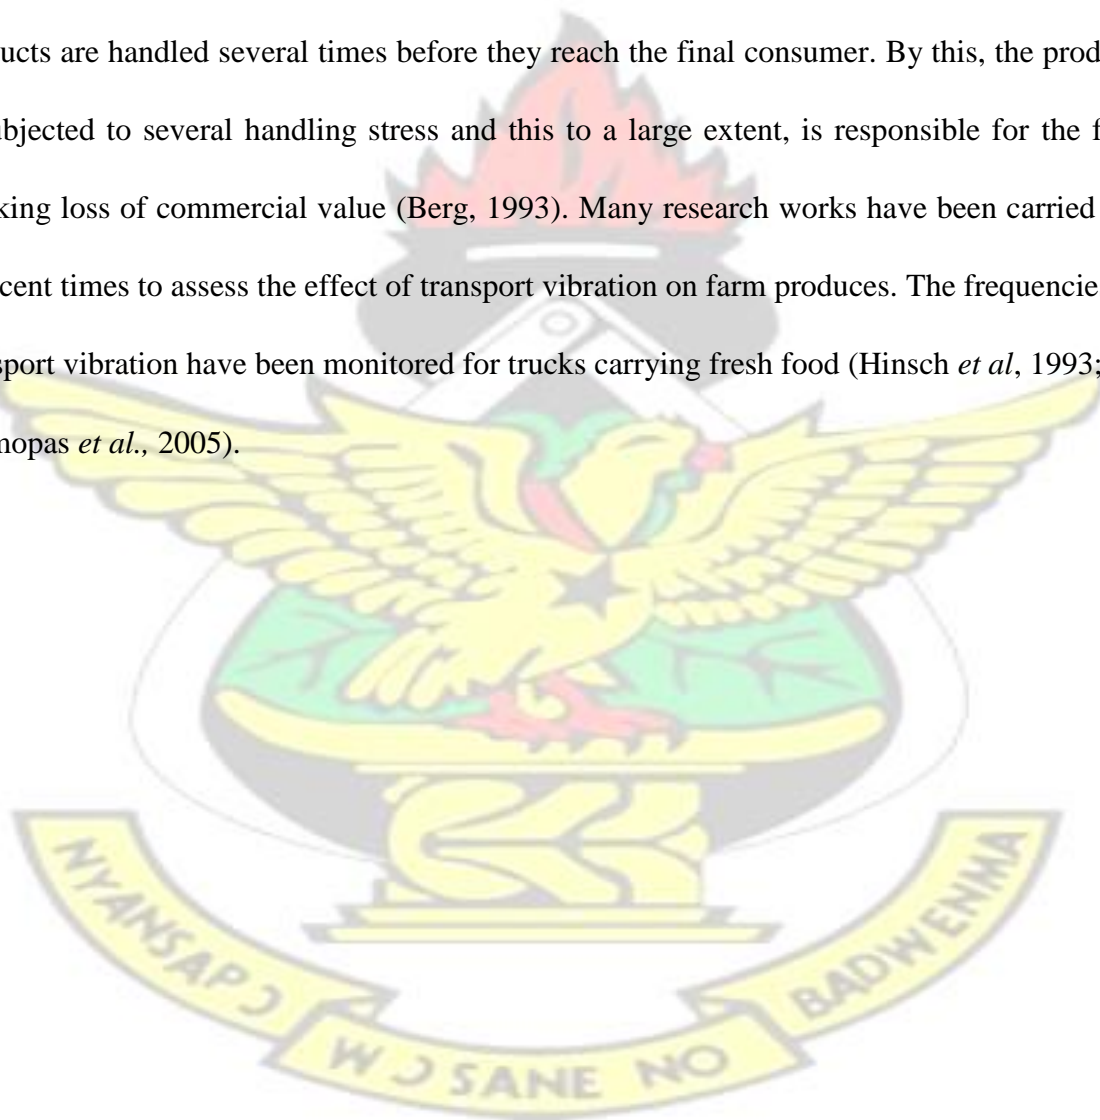 ucts are handled several times before they reach the final consumer. By this, the prod
bjected to several handling stress and this to a large extent, is responsible for the f
king loss of commercial value (Berg, 1993). Many research works have been carried
cent times to assess the effect of transport vibration on farm produces. The frequencie
sport vibration have been monitored for trucks carrying fresh food (Hinsch et al, 1993;
nopas et al., 2005).
NYANSAPƆ
WƆ SANE NO
BADWENMA